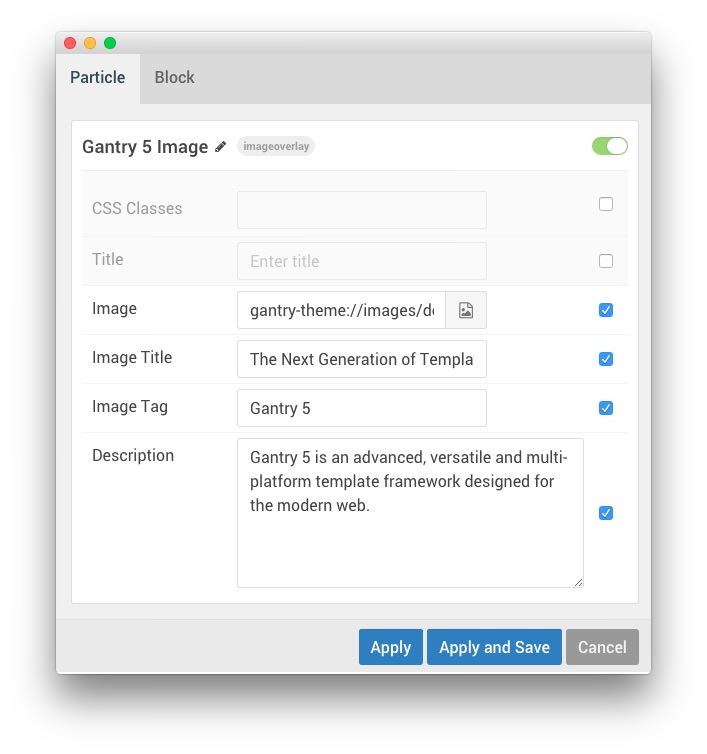 Particle Block
Gantry 5 Image imageoverlay
CSS Classes
Title Enter title
Image gantry-theme://images/d
Image Title The Next Generation of Templa
Image Tag Gantry 5
Description Gantry 5 is an advanced, versatile and multi-
platform template framework designed for
the modern web.
Apply Apply and Save Cancel